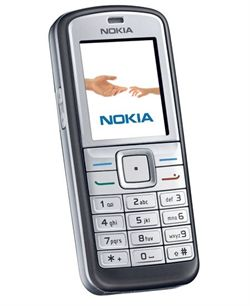 NOKIA
NOKIA
1 2abc 3def
4ghi 5jkl 6mno
7pqrs 8tuv 9wxyz
* + 0 #